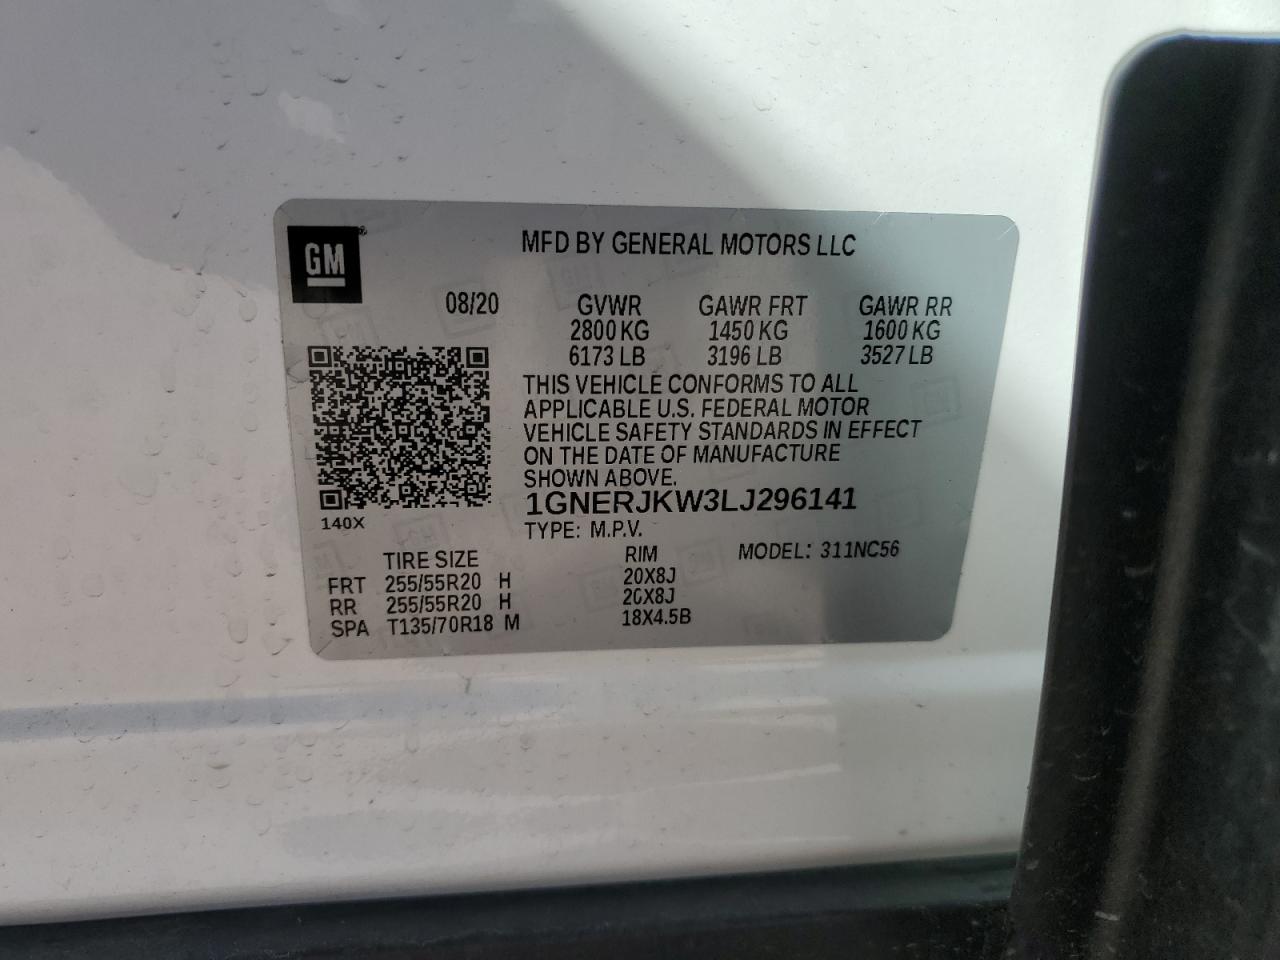 GM®
MFD BY GENERAL MOTORS LLC
08/20 GVWR GAWR FRT GAWR RR
2800 KG 1450 KG 1600 KG
6173 LB 3196 LB 3527 LB
THIS VEHICLE CONFORMS TO ALL
APPLICABLE U.S. FEDERAL MOTOR
VEHICLE SAFETY STANDARDS IN EFFECT
ON THE DATE OF MANUFACTURE
SHOWN ABOVE.
1GNERJKW3LJ296141
140X
TYPE: M.P.V.
TIRE SIZE RIM MODEL: 311NC56
FRT 255/55R20 H 20X8J
RR 255/55R20 H 20X8J
SPA T135/70R18 M 18X4.5B